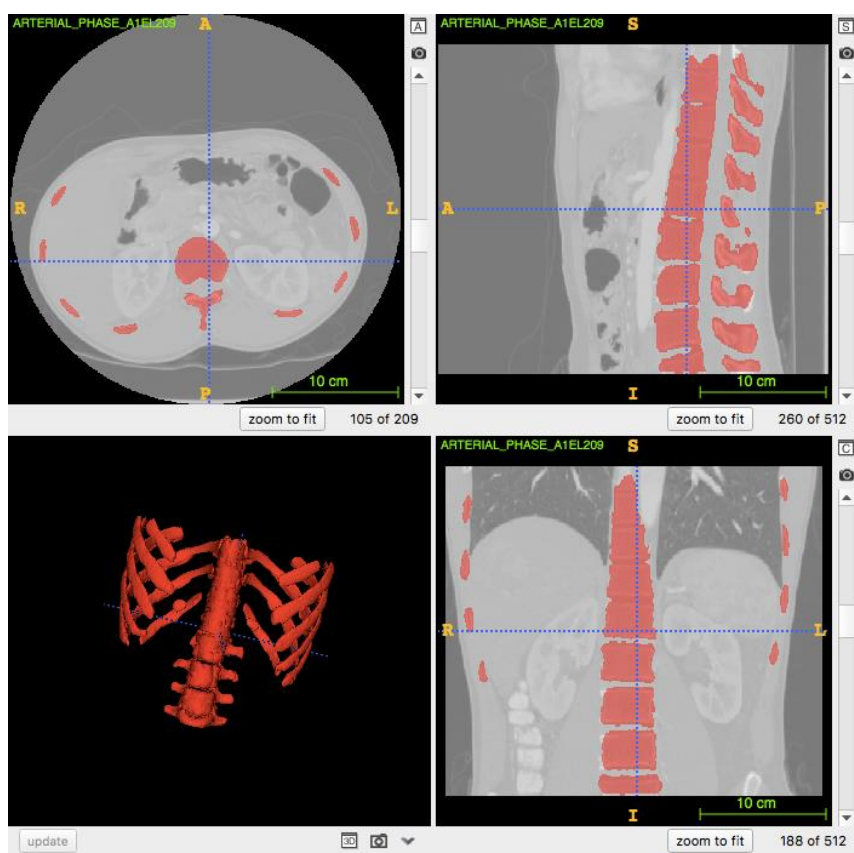 ARTERIAL_PHASE_A1EL209
A
A
R
L
P
10 cm
zoom to fit
105 of 209
ARTERIAL_PHASE_A1EL209
S
S
A
P
I
10 cm
zoom to fit
260 of 512
update
3D
ARTERIAL_PHASE_A1EL209
S
C
R
L
I
10 cm
zoom to fit
188 of 512